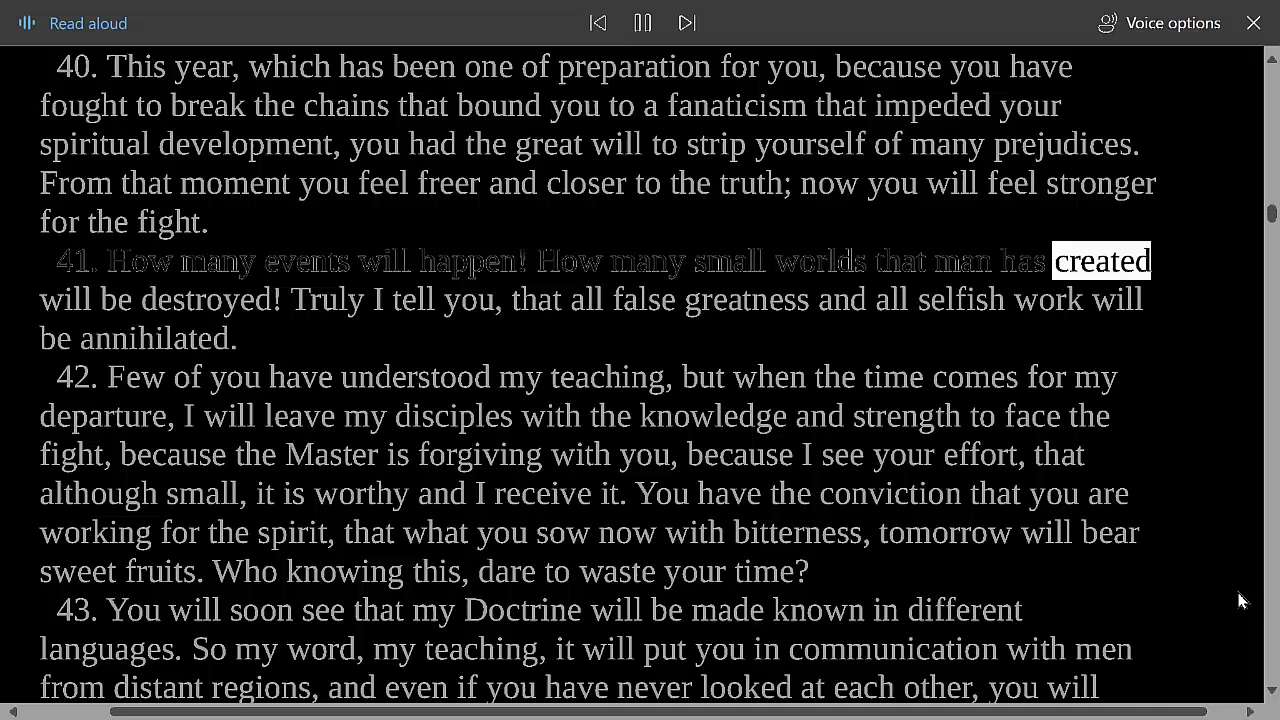 Read aloud
Voice options
40. This year, which has been one of preparation for you, because you have
fought to break the chains that bound you to a fanaticism that impeded your
spiritual development, you had the great will to strip yourself of many prejudices.
From that moment you feel freer and closer to the truth; now you will feel stronger
for the fight.
41. How many events will happen! How many small worlds that man has created
will be destroyed! Truly I tell you, that all false greatness and all selfish work will
be annihilated.
42. Few of you have understood my teaching, but when the time comes for my
departure, I will leave my disciples with the knowledge and strength to face the
fight, because the Master is forgiving with you, because I see your effort, that
although small, it is worthy and I receive it. You have the conviction that you are
working for the spirit, that what you sow now with bitterness, tomorrow will bear
sweet fruits. Who knowing this, dare to waste your time?
43. You will soon see that my Doctrine will be made known in different
languages. So my word, my teaching, it will put you in communication with men
from distant regions, and even if you have never looked at each other, you will